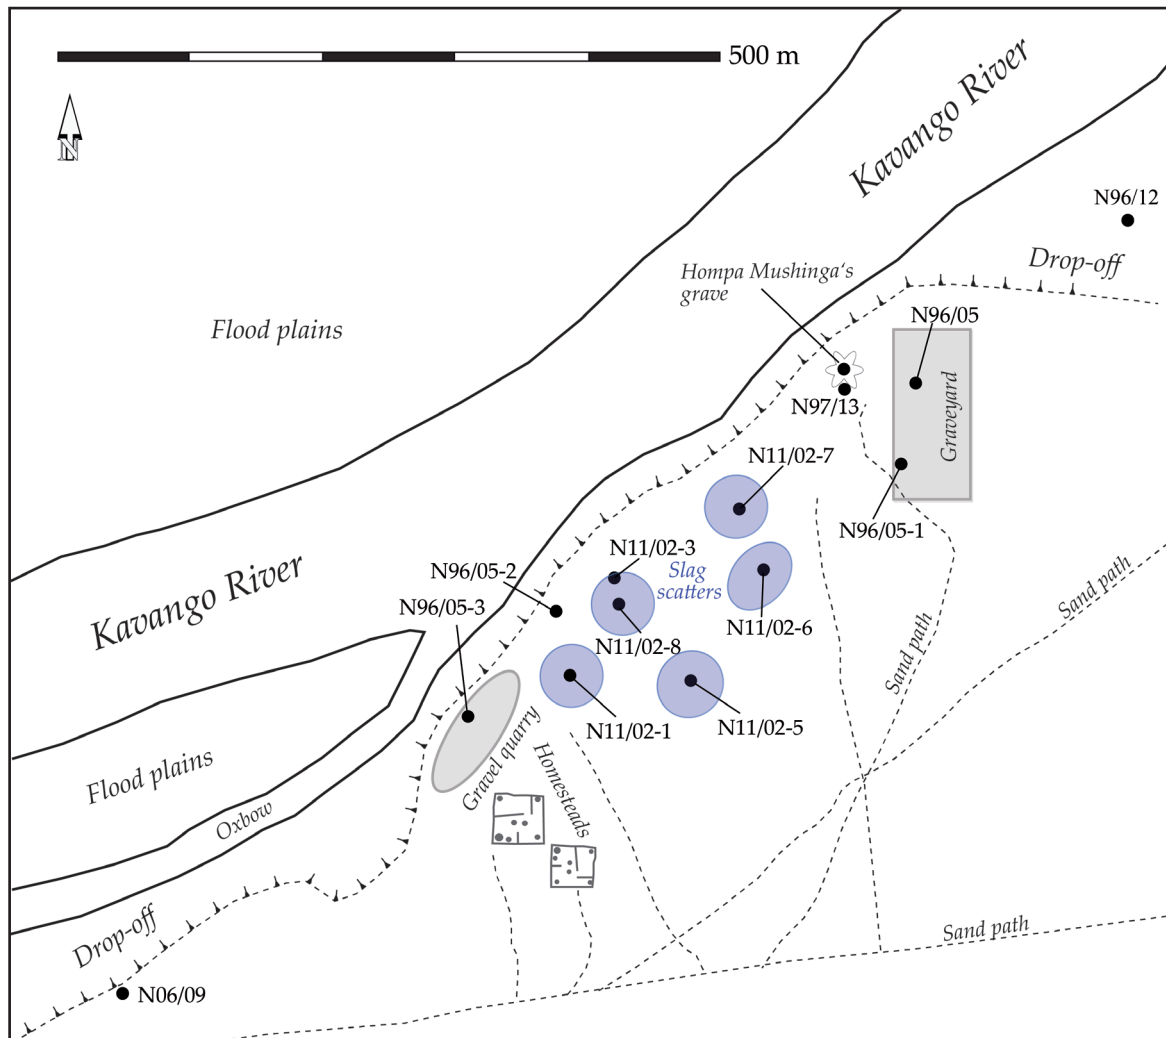 500 m
N
Kavango River
N96/12
Drop-off
Hompa Mushinga‘s
grave
Flood plains
N96/05
Graveyard
N97/13
N11/02-7
N96/05-1
N11/02-3
Slag
scatters
N96/05-2
N96/05-3
Kavango River
N11/02-6
N11/02-8
Sand path
Sand path
N11/02-1
N11/02-5
Gravel quarry
Homesteads
Flood plains
Oxbow
Drop-off
Sand path
N06/09